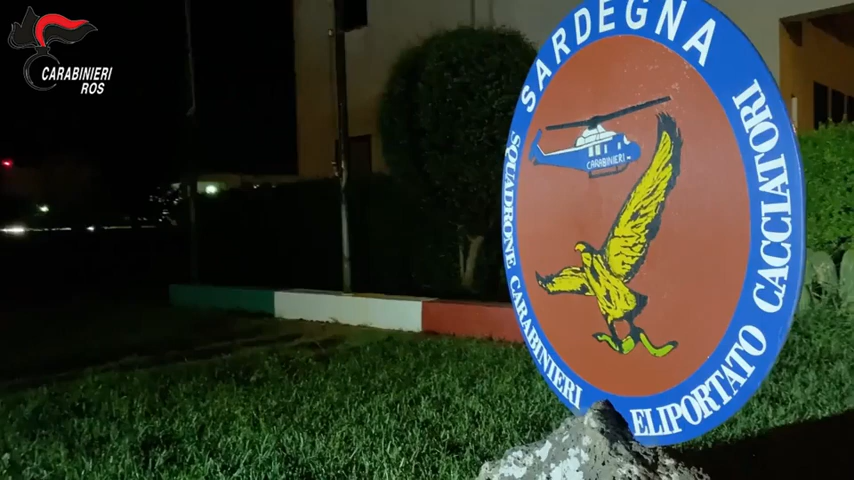 CARABINIERI
ROS
SARDEGNA
CARABINIERI
SQUADRONE CARABINIERI ELIPORTATO CACCIATORI